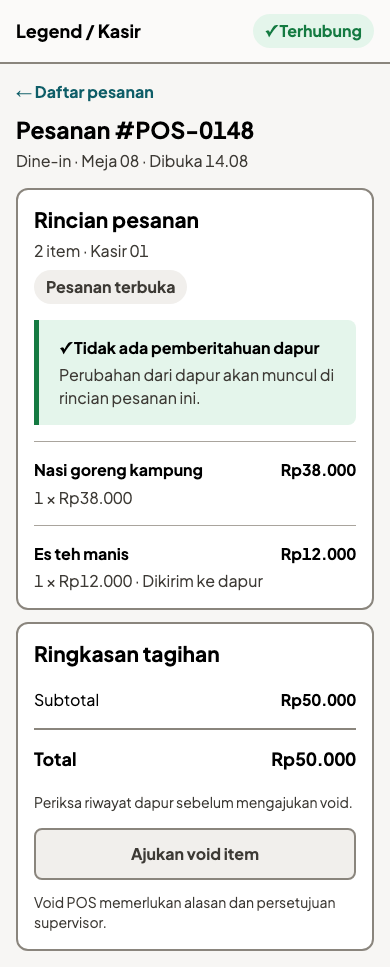 Legend / Kasir
✓Terhubung
← Daftar pesanan
Pesanan #POS-0148
Dine-in · Meja 08 · Dibuka 14.08
Rincian pesanan
2 item · Kasir 01
Pesanan terbuka
✓Tidak ada pemberitahuan dapur
Perubahan dari dapur akan muncul di
rincian pesanan ini.
Nasi goreng kampung Rp38.000
1 × Rp38.000
Es teh manis Rp12.000
1 × Rp12.000 · Dikirim ke dapur
Ringkasan tagihan
Subtotal Rp50.000
Total Rp50.000
Periksa riwayat dapur sebelum mengajukan void.
Ajukan void item
Void POS memerlukan alasan dan persetujuan
supervisor.